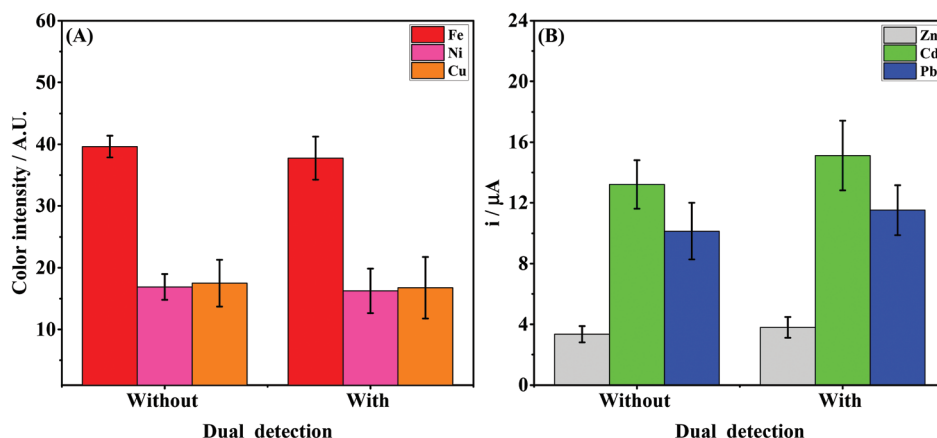 (A)
Fe
Ni
Cu
60
50
40
30
20
10
Color intensity / A.U.
Without
With
Dual detection
(B)
Zn
Cd
Pb
24
20
16
12
8
4
0
i / μA
Without
With
Dual detection